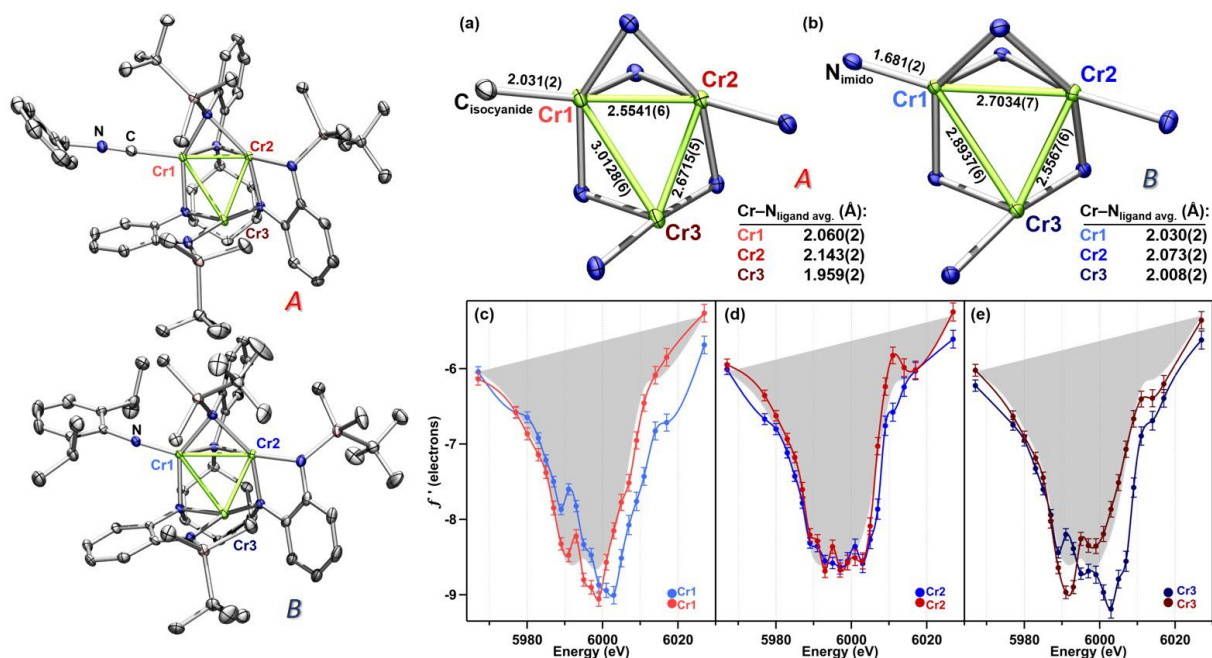 N
C
Cr1
Cr2
Cr3
A
N
Cr1
Cr2
Cr3
B
(a)
2.031(2)
C isocyanide
Cr1
Cr2
2.5541(6)
3.0128(6)
2.6715(5)
Cr3
A
Cr–N ligand avg. (Å):
Cr1 2.060(2)
Cr2 2.143(2)
Cr3 1.959(2)
(b)
1.681(2)
N imido
Cr1
Cr2
2.7034(7)
2.8937(6)
2.5567(6)
Cr3
B
Cr–N ligand avg. (Å):
Cr1 2.030(2)
Cr2 2.073(2)
Cr3 2.008(2)
(c)
(d)
(e)
-6
-7
-8
-9
f ' (electrons)
Cr1
Cr1
Cr2
Cr2
Cr3
Cr3
5980 6000 6020
5980 6000 6020
5980 6000 6020
Energy (eV)
Energy (eV)
Energy (eV)